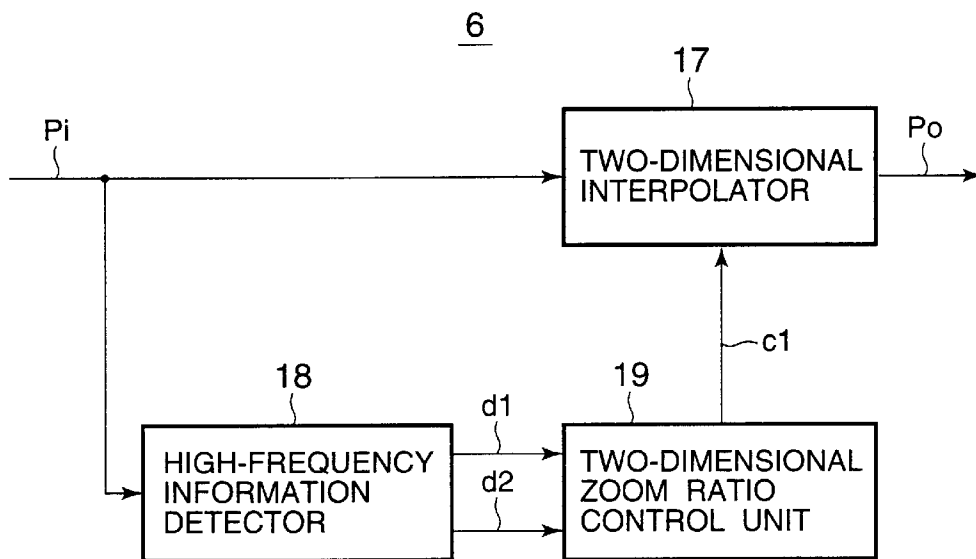 6
17
Pi
Po
TWO-DIMENSIONAL
INTERPOLATOR
c1
18
19
d1
d2
HIGH-FREQUENCY
INFORMATION
DETECTOR
TWO-DIMENSIONAL
ZOOM RATIO
CONTROL UNIT